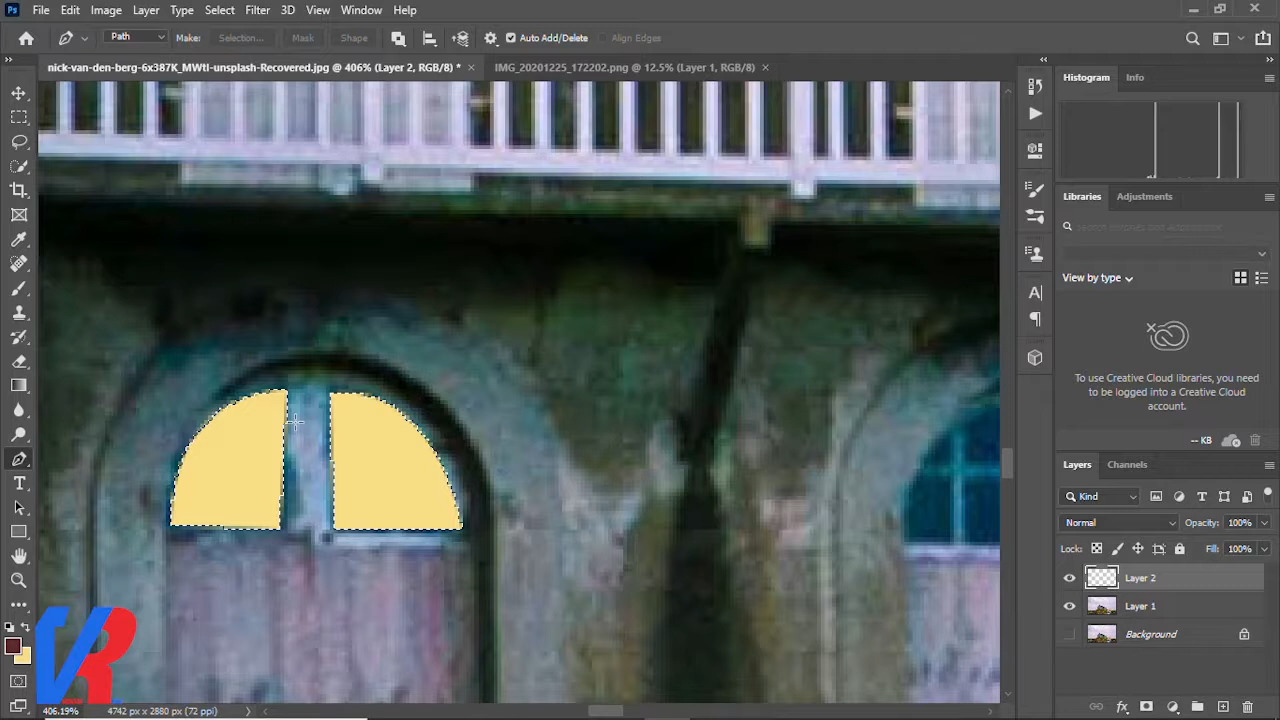 Ps File Edit Image Layer Type Select Filter 3D View Window Help
Path Make: Selection... Mask Shape Auto Add/Delete Align Edges
nick-van-den-berg-6x387K_MWtI-unsplash-Recovered.jpg @ 406% (Layer 2, RGB/8) * IMG_20201225_172202.png @ 12.5% (Layer 1, RGB/8)
Histogram Info
Libraries Adjustments
View by type
To use Creative Cloud libraries, you need
to be logged into a Creative Cloud
account.
-- KB
Layers Channels
Kind
Normal Opacity: 100%
Lock: Fill: 100%
Layer 2
Layer 1
Background
VR
406.19% 4742 px x 2880 px (72 ppi)